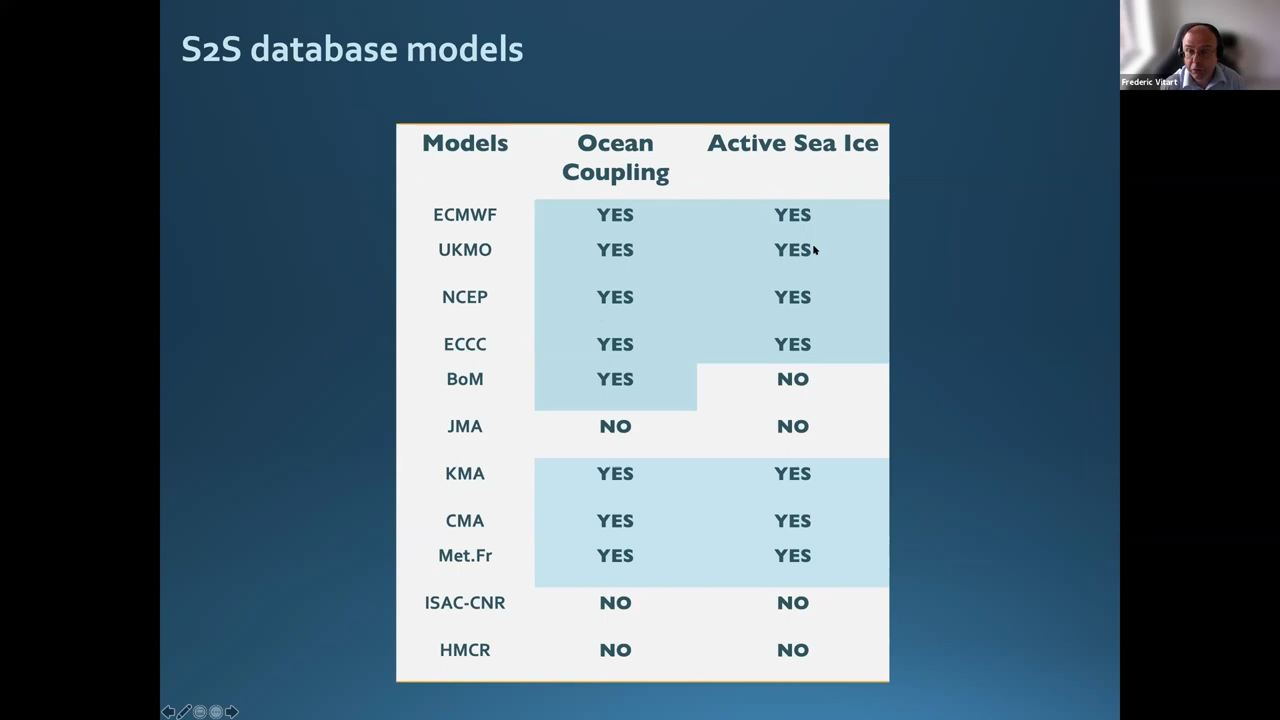 S2S database models
Frederic Vitart
Models Ocean Coupling Active Sea Ice
ECMWF YES YES
UKMO YES YES
NCEP YES YES
ECCC YES YES
BoM YES NO
JMA NO NO
KMA YES YES
CMA YES YES
Met.Fr YES YES
ISAC-CNR NO NO
HMCR NO NO